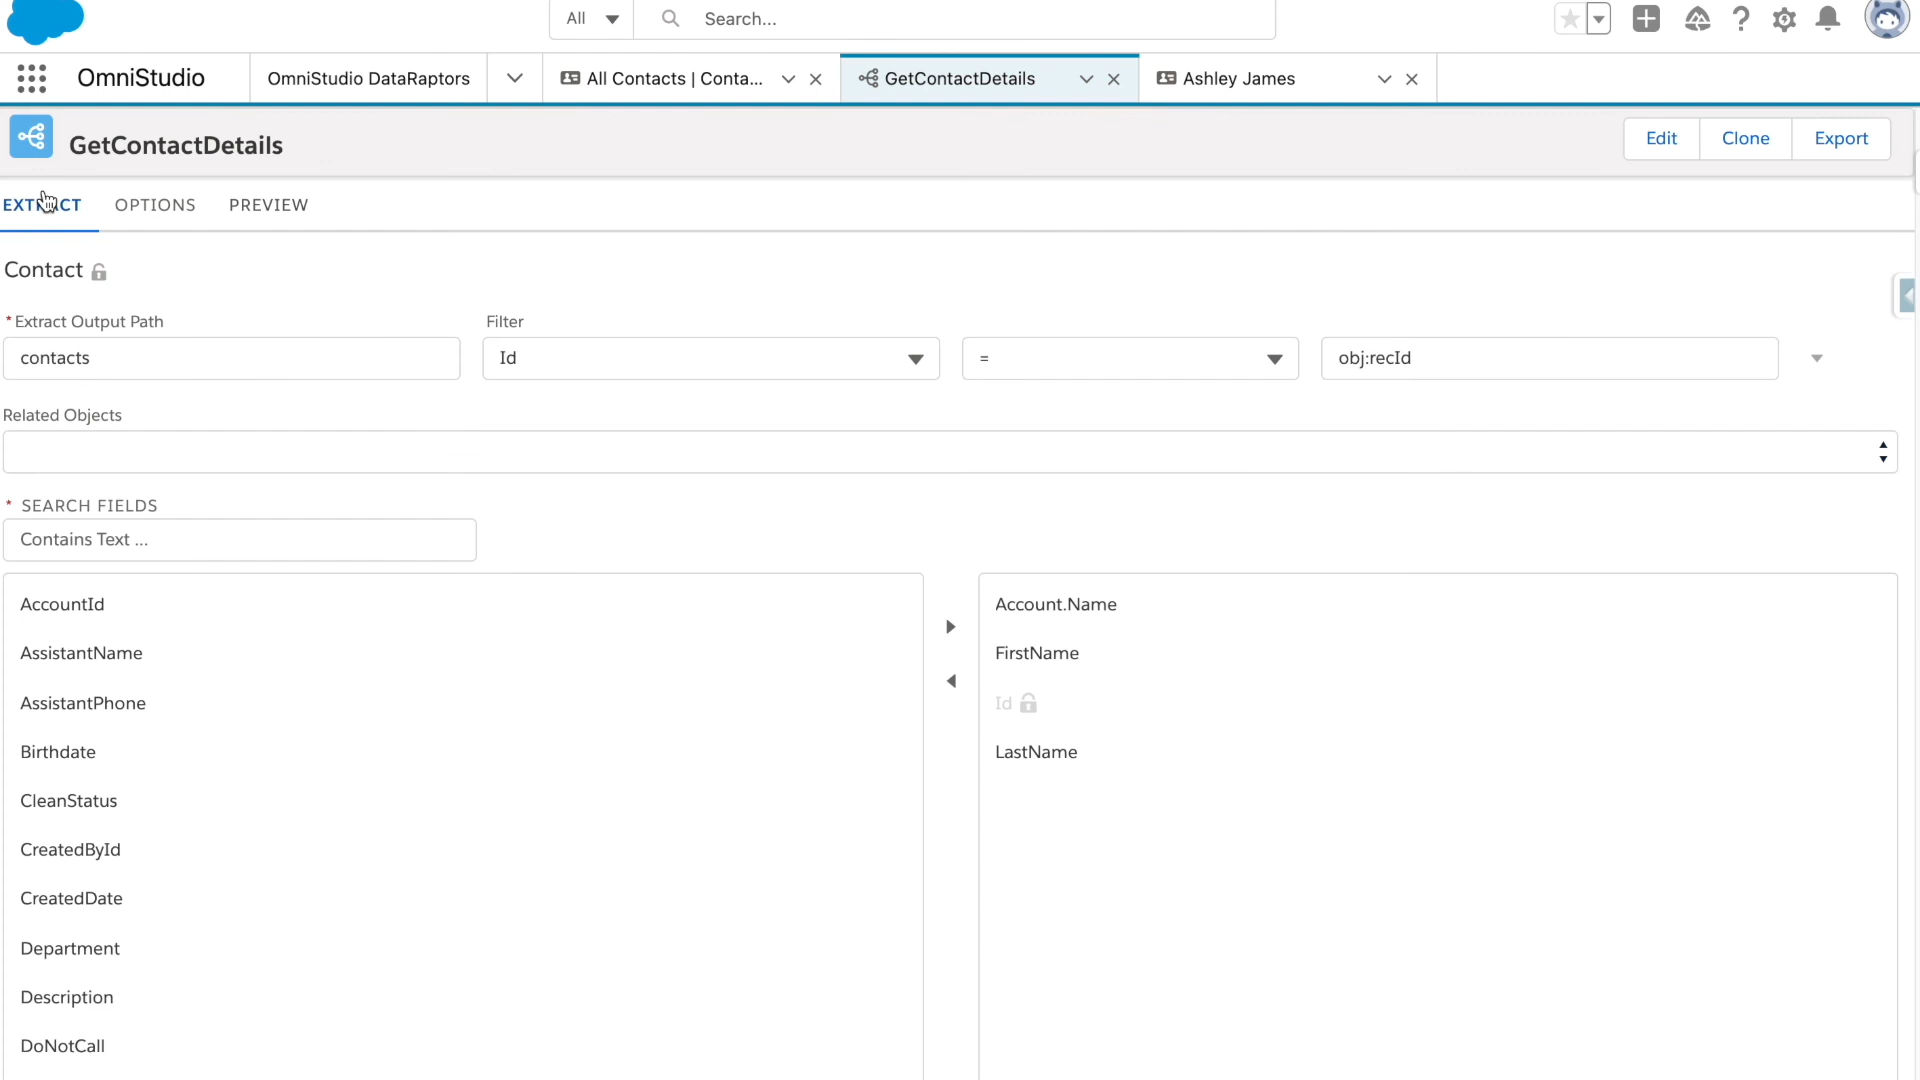 All Search...
OmniStudio OmniStudio DataRaptors All Contacts | Conta... GetContactDetails Ashley James
GetContactDetails Edit Clone Export
EXTRACT OPTIONS PREVIEW
Contact
* Extract Output Path Filter
contacts Id = obj:recId
Related Objects
* SEARCH FIELDS
Contains Text ...
AccountId Account.Name
AssistantName FirstName
AssistantPhone Id
Birthdate LastName
CleanStatus
CreatedById
CreatedDate
Department
Description
DoNotCall